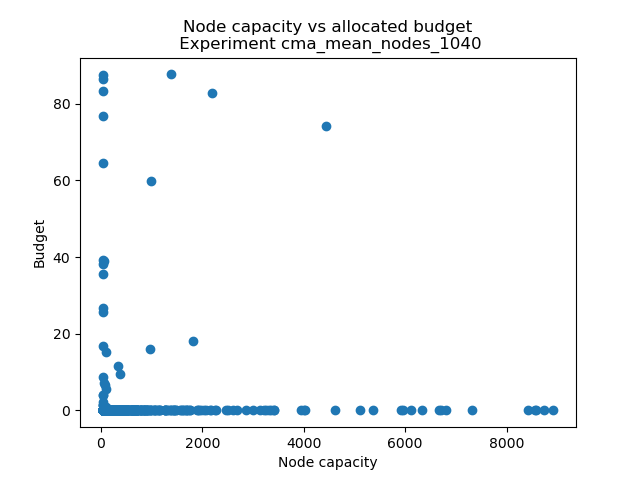 Node capacity vs allocated budget
Experiment cma_mean_nodes_1040
80
60
40
20
0
Budget
0 2000 4000 6000 8000
Node capacity